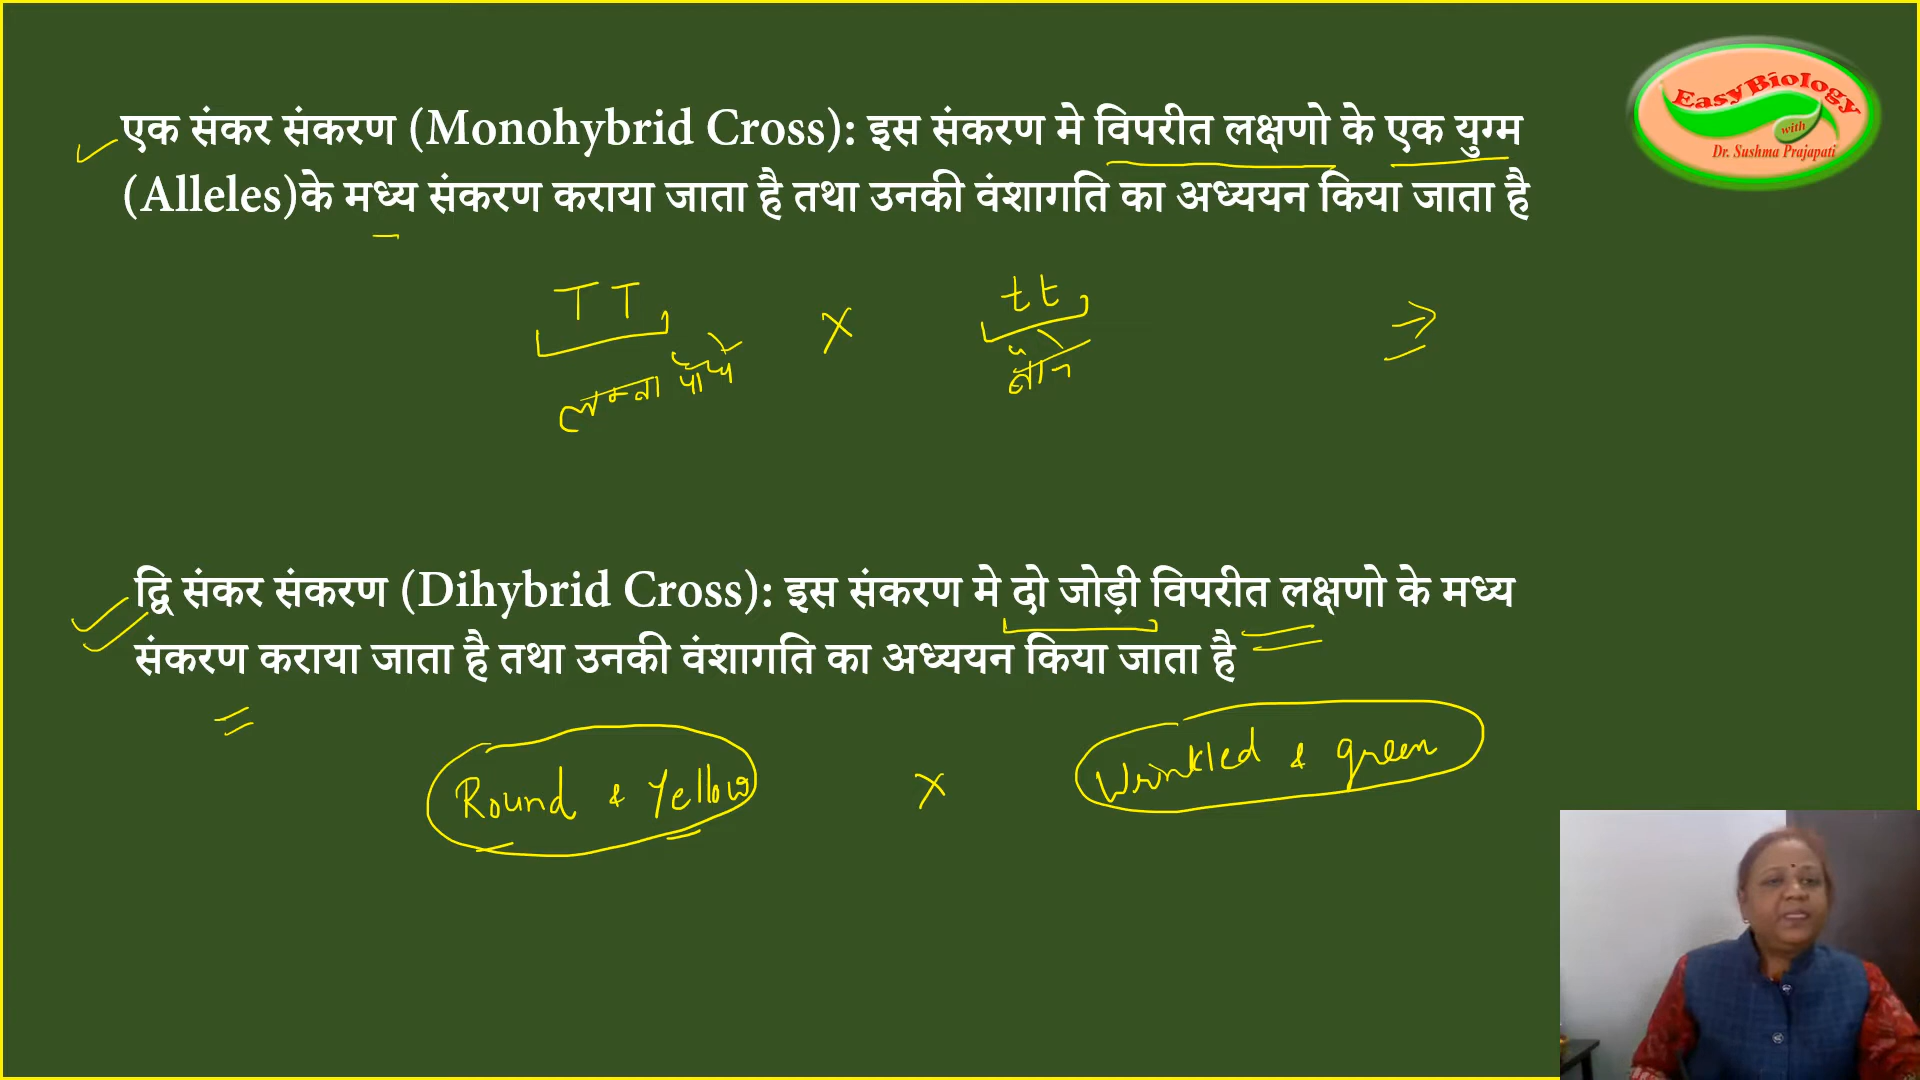 EasyBiology
with
Dr. Sushma Prajapati
एक संकर संकरण (Monohybrid Cross): इस संकरण मे विपरीत लक्षणो के एक युग्म
(Alleles)के मध्य संकरण कराया जाता है तथा उनकी वंशागति का अध्ययन किया जाता है
TT X tt
लम्बा पौधे
द्वि संकर संकरण (Dihybrid Cross): इस संकरण मे दो जोड़ी विपरीत लक्षणो के मध्य
संकरण कराया जाता है तथा उनकी वंशागति का अध्ययन किया जाता है
Round & Yellow X Wrinkled & green